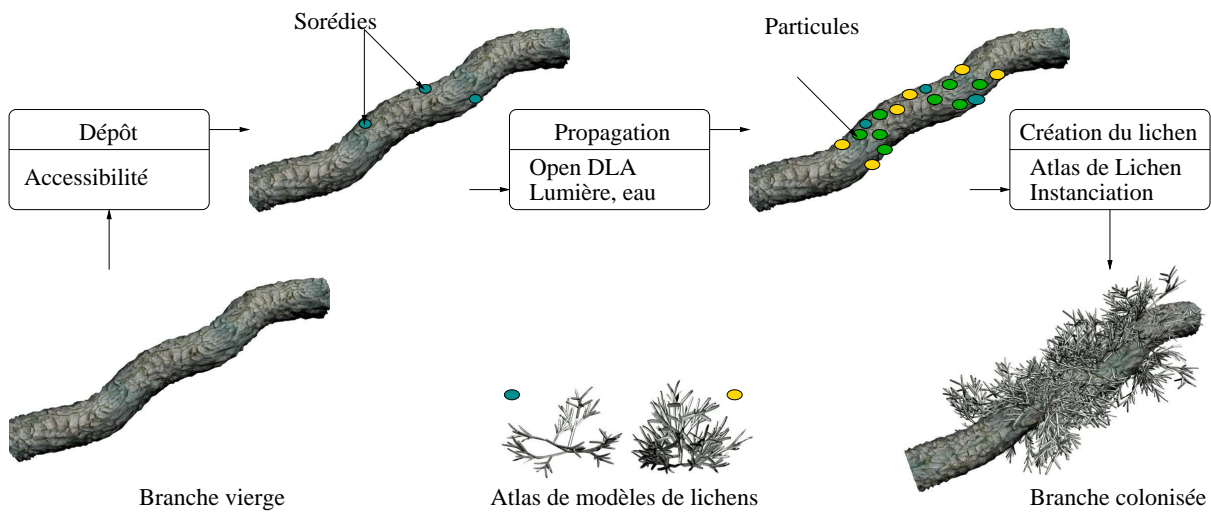 Sorédies
Particules
Dépôt
Accessibilité
Propagation
Open DLA
Lumière, eau
Création du lichen
Atlas de Lichen
Instanciation
Branche vierge
Atlas de modèles de lichens
Branche colonisée